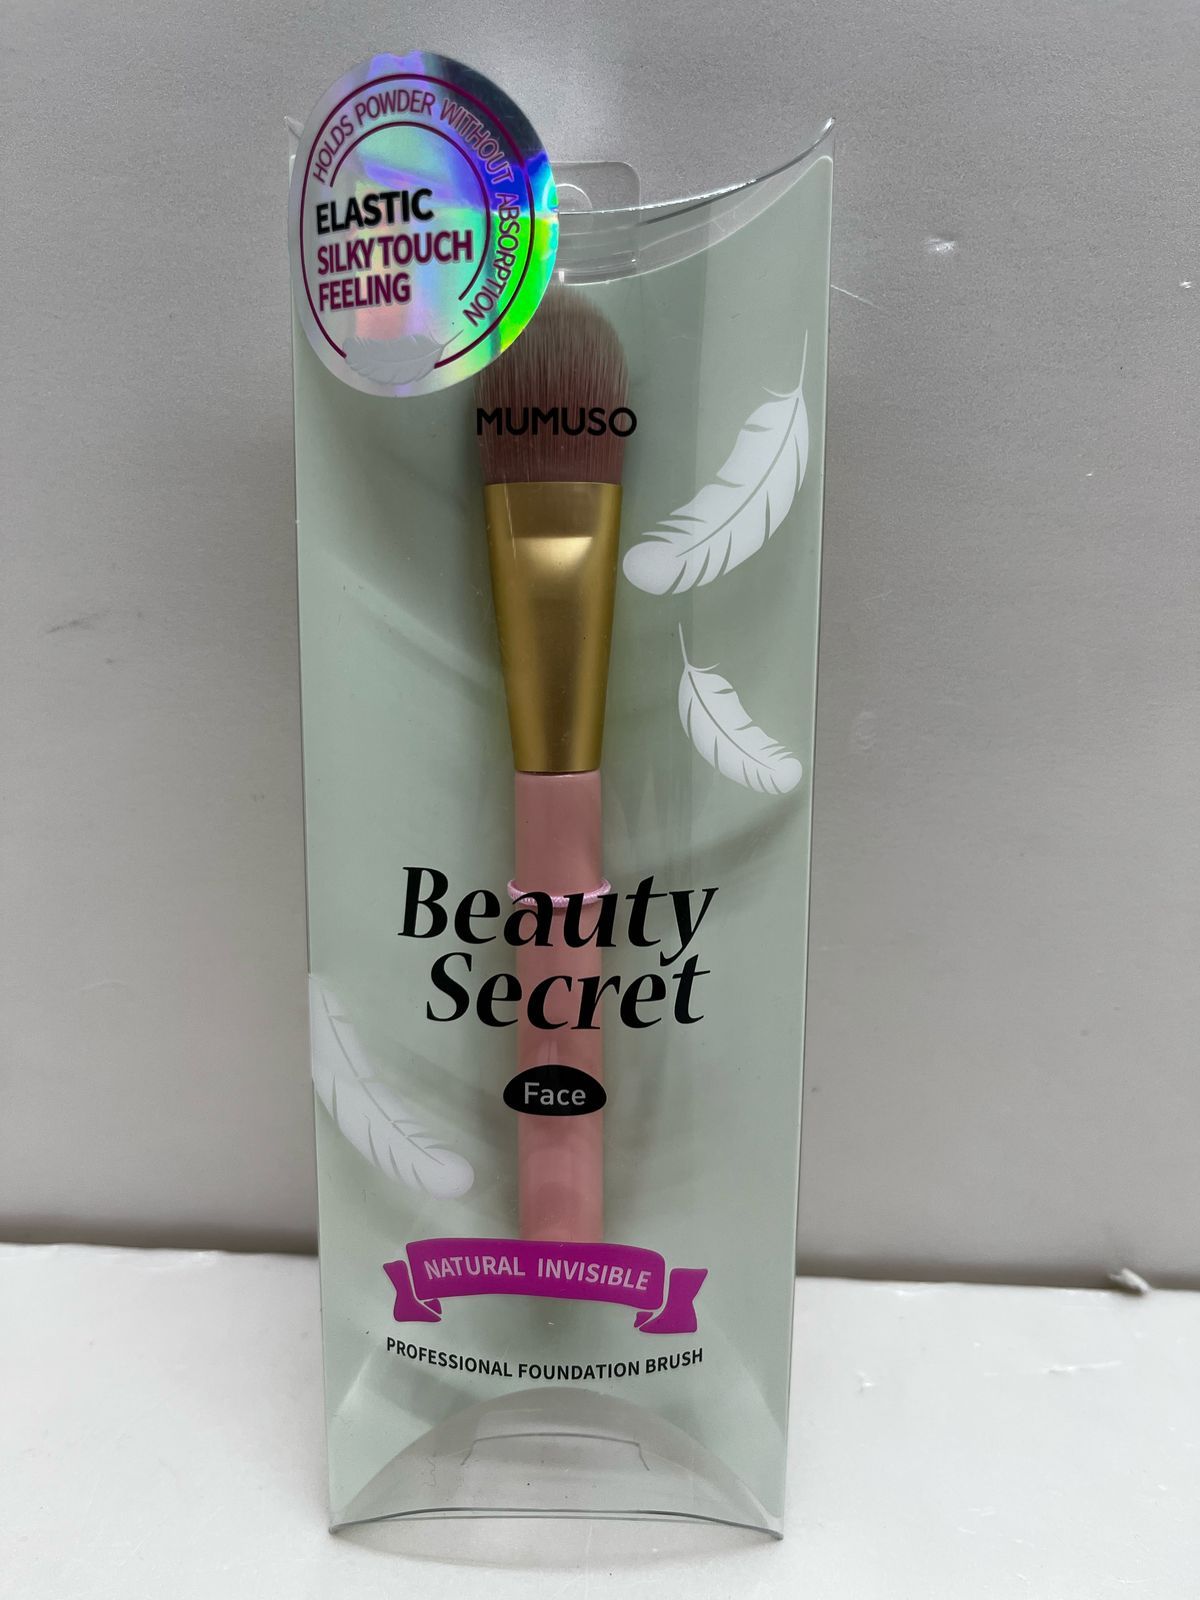 HOLDS POWDER WITHOUT ABSORPTION
ELASTIC
SILKY TOUCH
FEELING
MUMUSO
Beauty
Secret
Face
NATURAL INVISIBLE
PROFESSIONAL FOUNDATION BRUSH